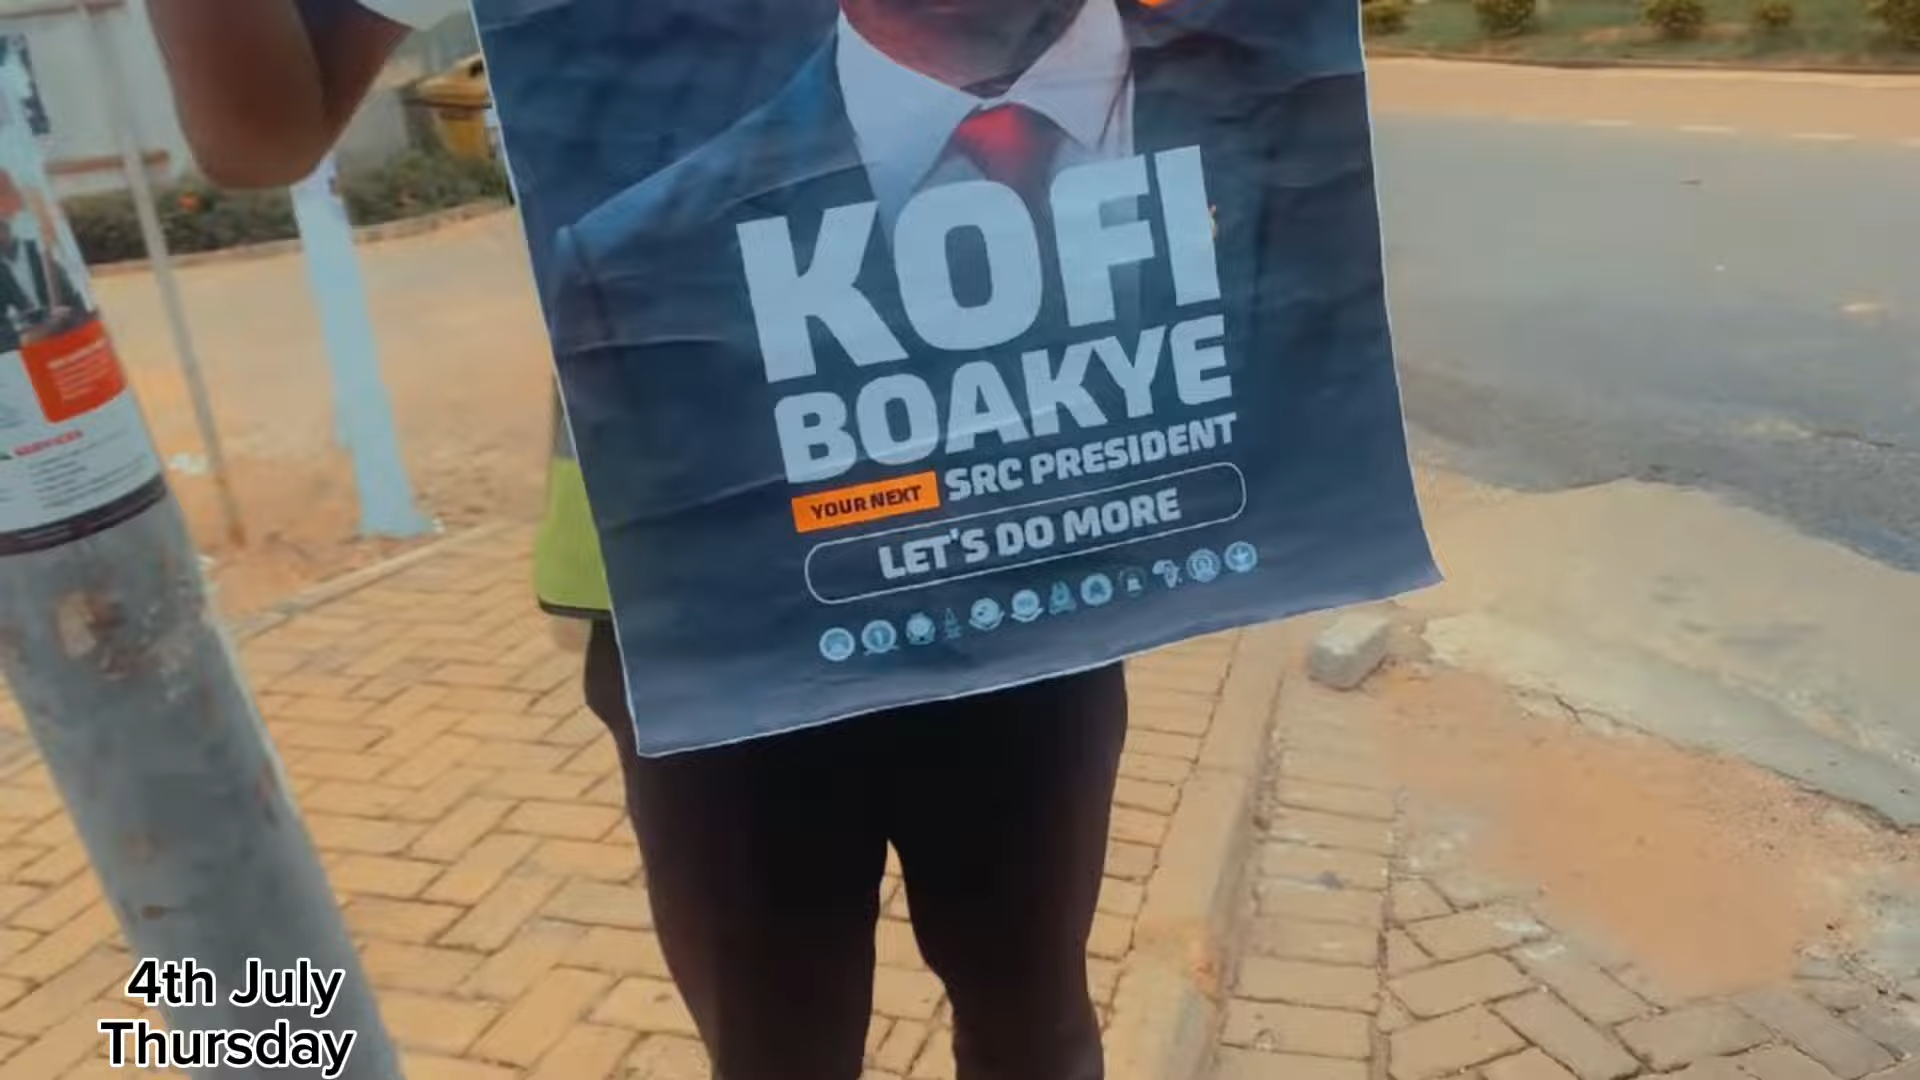 KOFI
BOAKYE
YOUR NEXT SRC PRESIDENT
LET'S DO MORE
4th July
Thursday